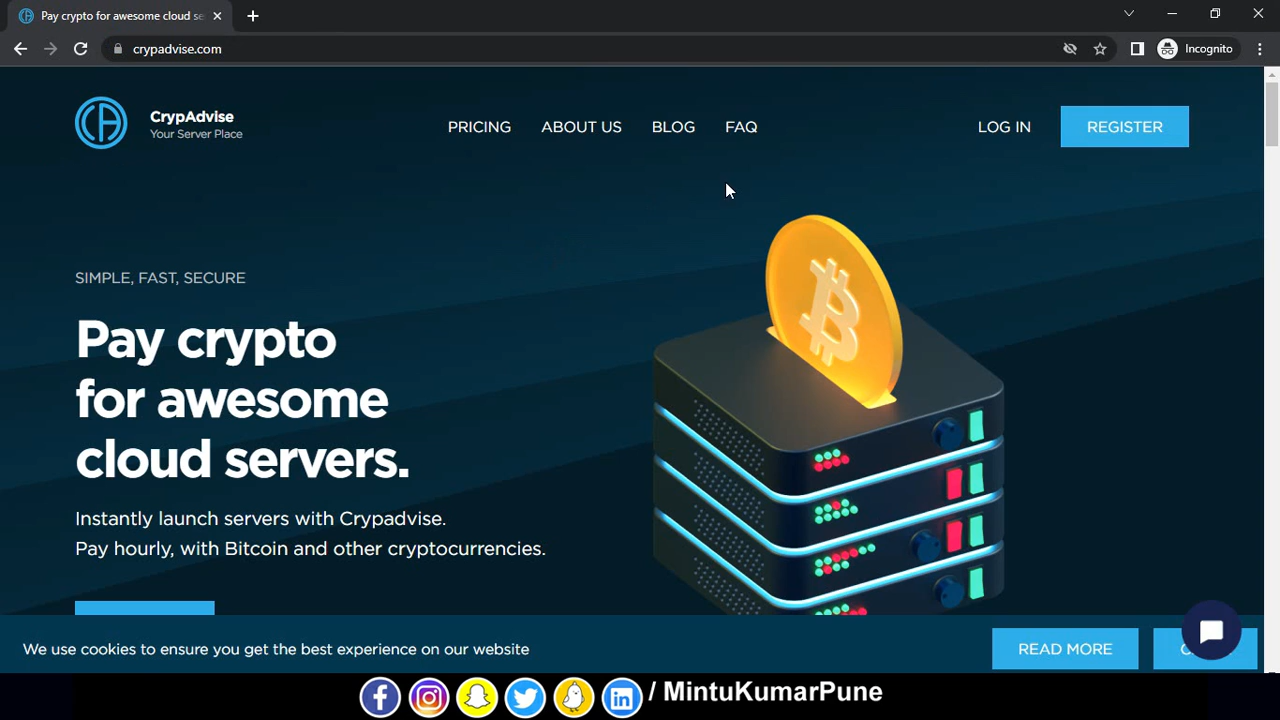 Pay crypto for awesome cloud se
crypadvise.com
Incognito
CrypAdvise
Your Server Place
PRICING ABOUT US BLOG FAQ
LOG IN REGISTER
SIMPLE, FAST, SECURE
Pay crypto
for awesome
cloud servers.
Instantly launch servers with Crypadvise.
Pay hourly, with Bitcoin and other cryptocurrencies.
We use cookies to ensure you get the best experience on our website
READ MORE
/ MintuKumarPune